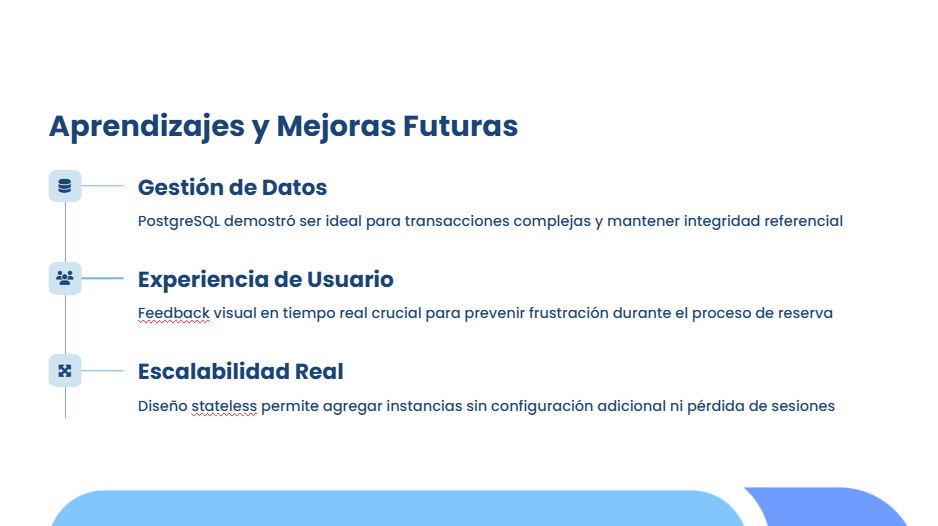 Aprendizajes y Mejoras Futuras
Gestión de Datos
PostgreSQL demostró ser ideal para transacciones complejas y mantener integridad referencial
Experiencia de Usuario
Feedback visual en tiempo real crucial para prevenir frustración durante el proceso de reserva
Escalabilidad Real
Diseño stateless permite agregar instancias sin configuración adicional ni pérdida de sesiones